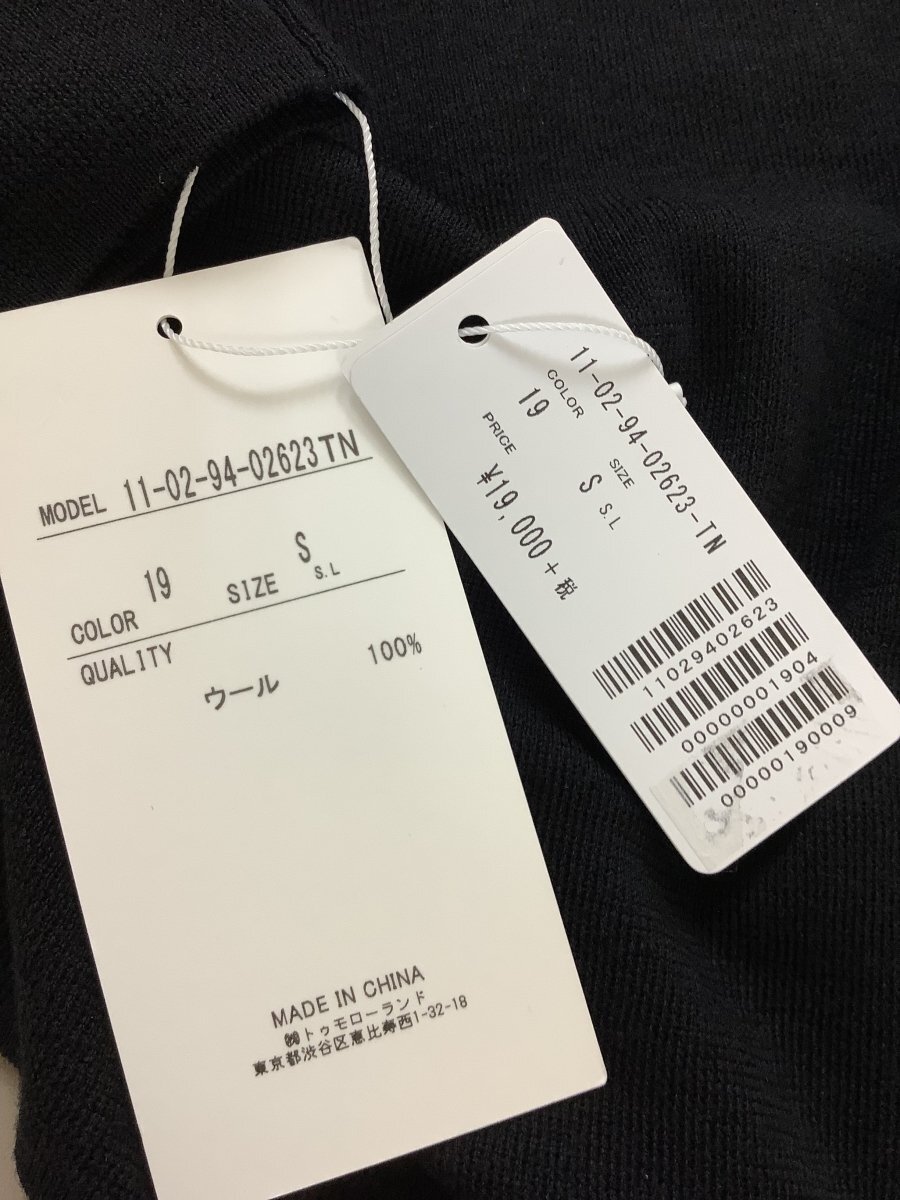 MODEL 11-02-94-02623TN
COLOR 19 SIZE S S.L
QUALITY
ウール 100%
MADE IN CHINA
㈱トゥモローランド
東京都渋谷区恵比寿西1-32-18
11-02-94-02623-TN
COLOR SIZE
19 S S.L
PRICE
¥19,000+税
11029402623
00000001904
00000190009